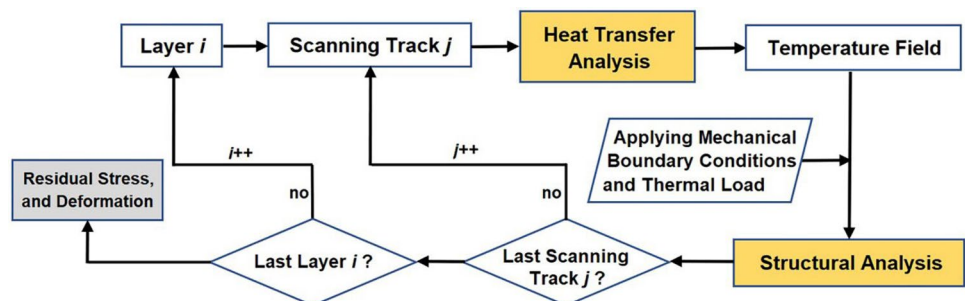 Layer i
Scanning Track j
Heat Transfer
Analysis
Temperature Field
Applying Mechanical
Boundary Conditions
and Thermal Load
i++
j++
Residual Stress,
and Deformation
no
no
Last Layer i ?
Last Scanning
Track j ?
Structural Analysis